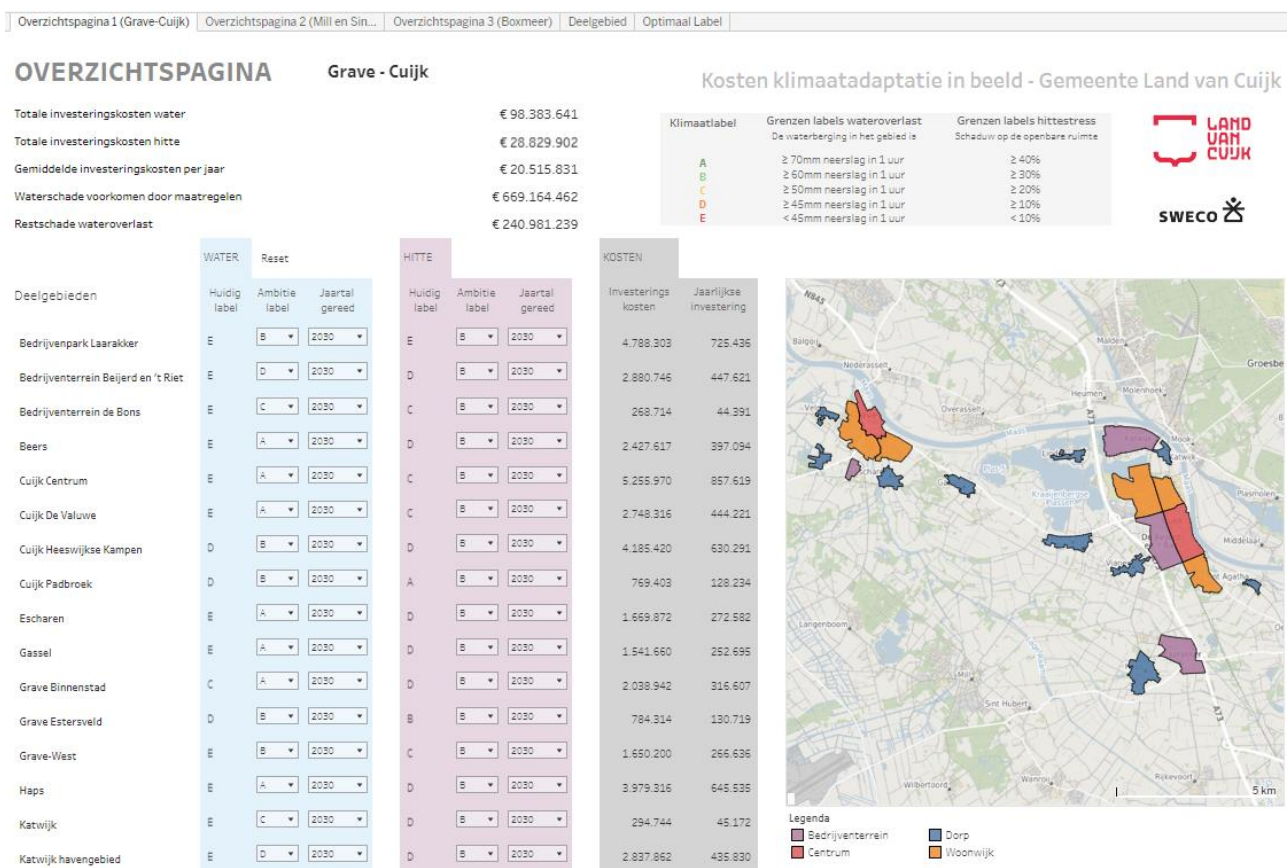 Overzichtspagina 1 (Grave-Cuijk) Overzichtspagina 2 (Mill en Sin... Overzichtspagina 3 (Boxmeer) Deelgebied Optimaal Label
OVERZICHTSPAGINA Grave - Cuijk
Kosten klimaatadaptatie in beeld - Gemeente Land van Cuijk
Totale investeringskosten water € 98.383.641
Totale investeringskosten hitte € 28.829.902
Gemiddelde investeringskosten per jaar € 20.515.831
Waterschade voorkomen door maatregelen € 669.164.462
Restschade wateroverlast € 240.981.239
Klimaatlabel Grenzen labels wateroverlast Grenzen labels hittestress
De waterberging in het gebied is Schaduw op de openbare ruimte
A ≥ 70mm neerslag in 1 uur ≥ 40%
B ≥ 60mm neerslag in 1 uur ≥ 30%
C ≥ 50mm neerslag in 1 uur ≥ 20%
D ≥ 45mm neerslag in 1 uur ≥ 10%
E < 45mm neerslag in 1 uur < 10%
LAND
VAN
CUIJK
SWECO
WATER Reset HITTE KOSTEN
Deelgebieden Huidig label Ambitie label Jaartal gereed Huidig label Ambitie label Jaartal gereed Investerings kosten Jaarlijkse investering
Bedrijvenpark Laarakker E B 2030 E B 2030 4.788.303 725.436
Bedrijventerrein Beijerd en 't Riet E D 2030 D B 2030 2.880.746 447.621
Bedrijventerrein de Bons E C 2030 C B 2030 268.714 44.391
Beers E A 2030 D B 2030 2.427.617 397.094
Cuijk Centrum E A 2030 C B 2030 5.255.970 857.619
Cuijk De Valuwe E A 2030 C B 2030 2.748.316 444.221
Cuijk Heeswijkse Kampen D B 2030 D B 2030 4.185.420 630.291
Cuijk Padbroek D B 2030 A B 2030 769.403 128.234
Escharen E A 2030 D B 2030 1.669.872 272.582
Gassel E A 2030 D B 2030 1.541.660 252.695
Grave Binnenstad C A 2030 D B 2030 2.038.942 316.607
Grave Estersveld D B 2030 B B 2030 784.314 130.719
Grave-West E B 2030 C B 2030 1.650.200 266.636
Haps E A 2030 D B 2030 3.979.316 645.535
Katwijk E C 2030 D B 2030 294.744 45.172
Katwijk havengebied E D 2030 D B 2030 2.837.862 435.830
N845
A73
Balgoij
Malden
Nederasselt
Groesbe
Heumen
Molenhoek
Overasselt
Maas
Mook
Katwijk
Kraaijenbergse Plassen
Plasmolen
Middelaar
Sint Agatha
Langenboom
Mill
Sint Hubert
A73
Wanroij
Rijkevoort
Wilbertoord
5 km
Legenda
Bedrijventerrein Dorp
Centrum Woonwijk